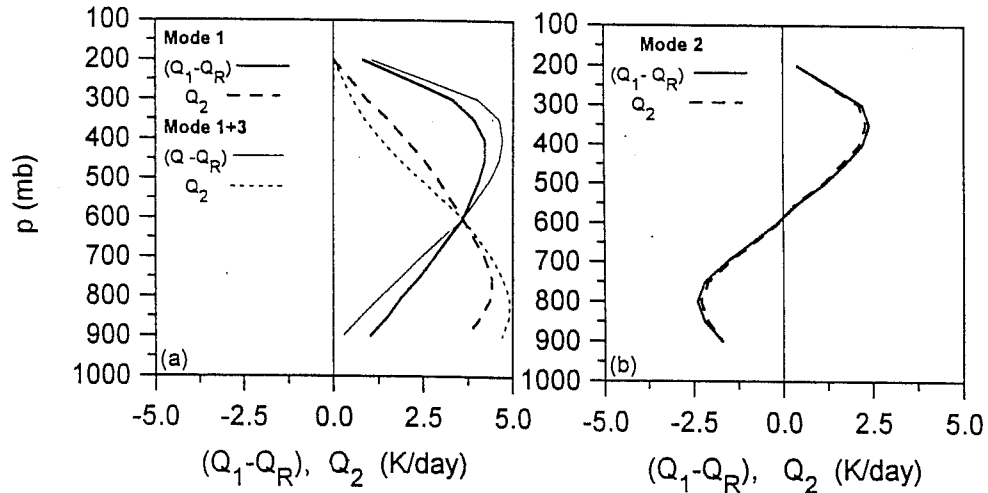 Mode 1
(Q1-QR)
Q2
Mode 1+3
(Q -QR)
Q2
100
200
300
400
500
600
700
800
900
1000
p (mb)
(a)
-5.0
-2.5
0.0
2.5
5.0
(Q1-QR), Q2 (K/day)
Mode 2
(Q1- QR)
Q2
100
200
300
400
500
600
700
800
900
1000
(b)
-5.0
-2.5
0.0
2.5
5.0
(Q1-QR), Q2 (K/day)